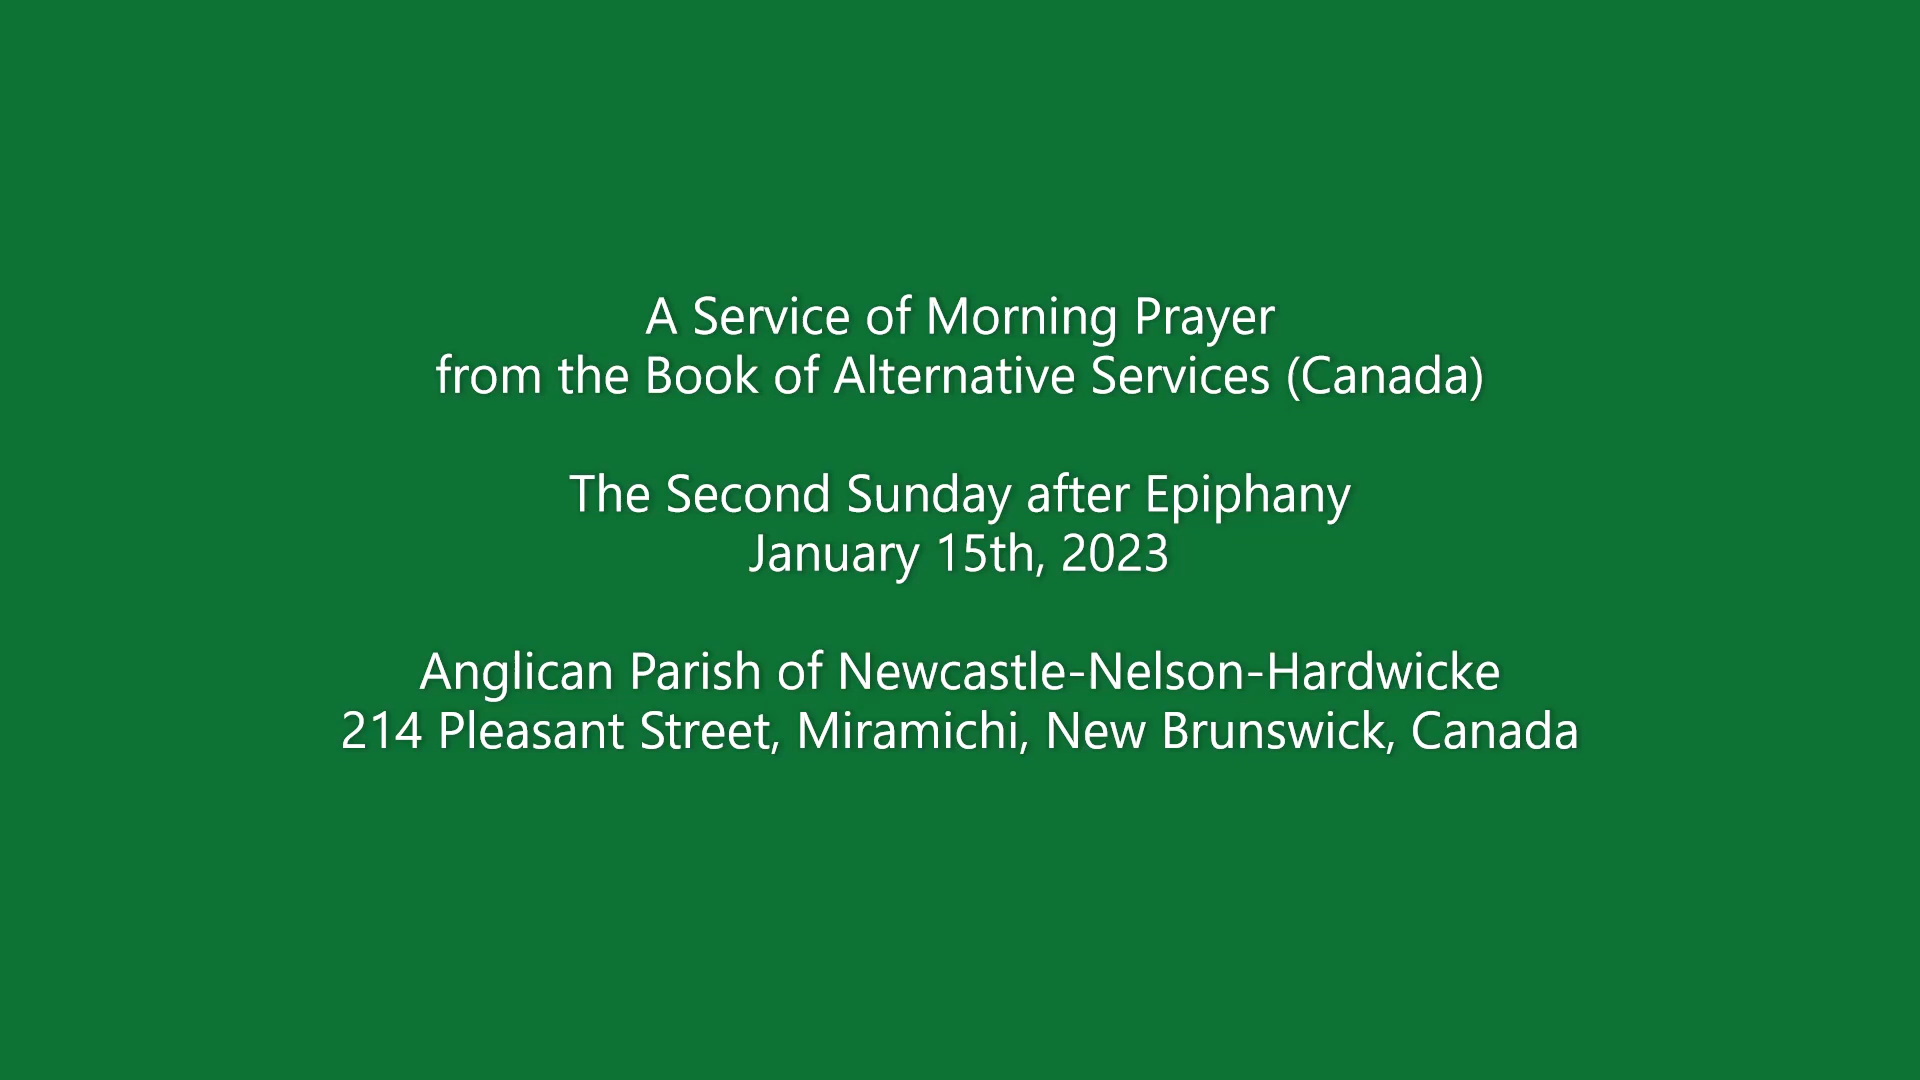 A Service of Morning Prayer
from the Book of Alternative Services (Canada)
The Second Sunday after Epiphany
January 15th, 2023
Anglican Parish of Newcastle-Nelson-Hardwicke
214 Pleasant Street, Miramichi, New Brunswick, Canada